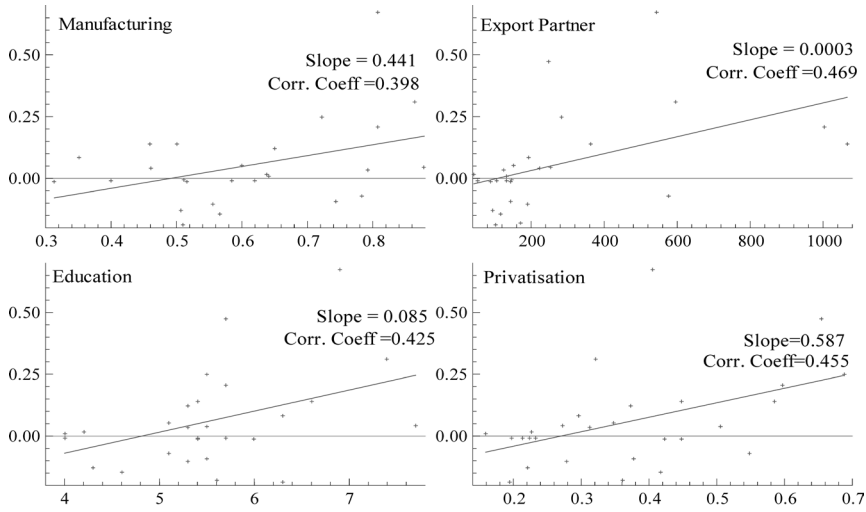 Manufacturing
Slope = 0.441
Corr. Coeff =0.398
0.50
0.25
0.00
0.3 0.4 0.5 0.6 0.7 0.8
Export Partner
Slope = 0.0003
Corr. Coeff =0.469
0.50
0.25
0.00
200 400 600 800 1000
Education
Slope = 0.085
Corr. Coeff =0.425
0.50
0.25
0.00
4 5 6 7
Privatisation
Slope=0.587
Corr. Coeff=0.455
0.50
0.25
0.00
0.2 0.3 0.4 0.5 0.6 0.7